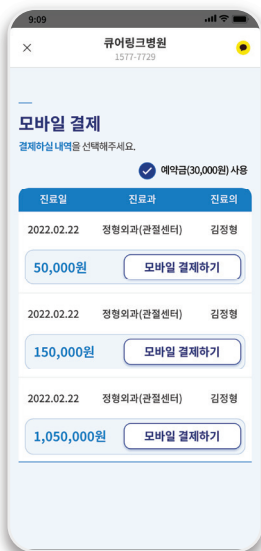 9:09
큐어링크병원
1577-7729
모바일 결제
결제하실 내역을 선택해주세요.
예약금(30,000원) 사용
진료일 진료과 진료의
2022.02.22 정형외과(관절센터) 김정형
50,000원 모바일 결제하기
2022.02.22 정형외과(관절센터) 김정형
150,000원 모바일 결제하기
2022.02.22 정형외과(관절센터) 김정형
1,050,000원 모바일 결제하기